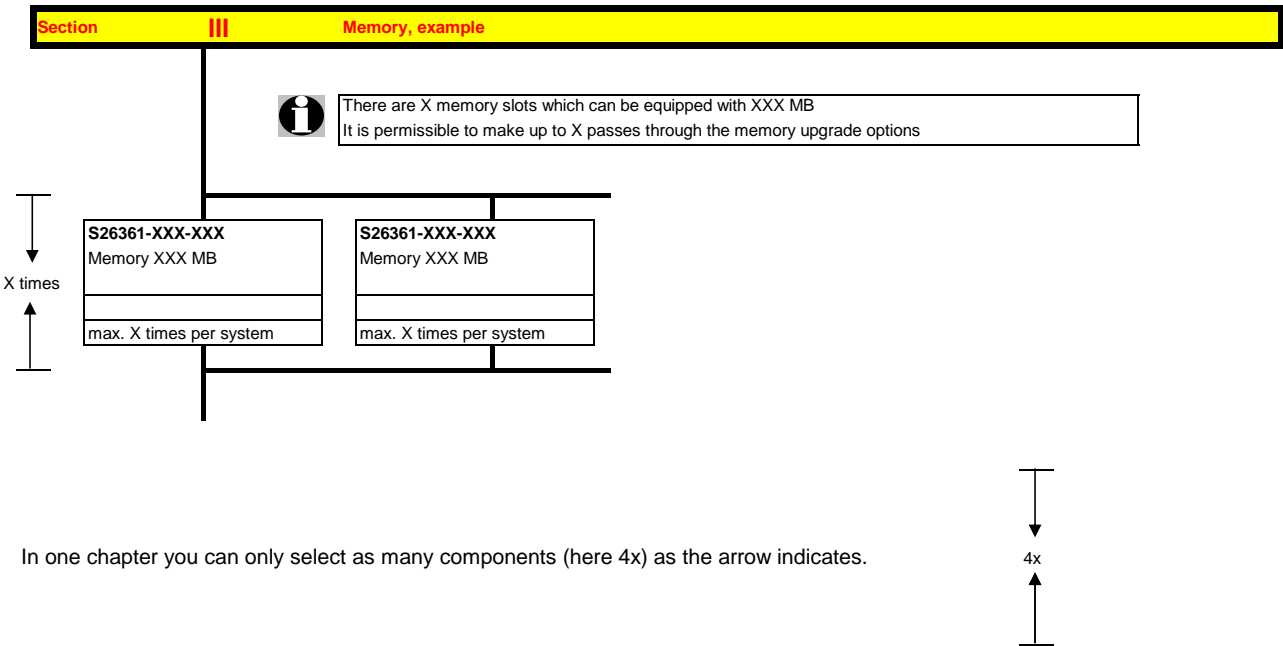 Section III Memory, example
There are X memory slots which can be equipped with XXX MB
It is permissible to make up to X passes through the memory upgrade options
S26361-XXX-XXX
Memory XXX MB
max. X times per system
S26361-XXX-XXX
Memory XXX MB
max. X times per system
X times
In one chapter you can only select as many components (here 4x) as the arrow indicates.
4x